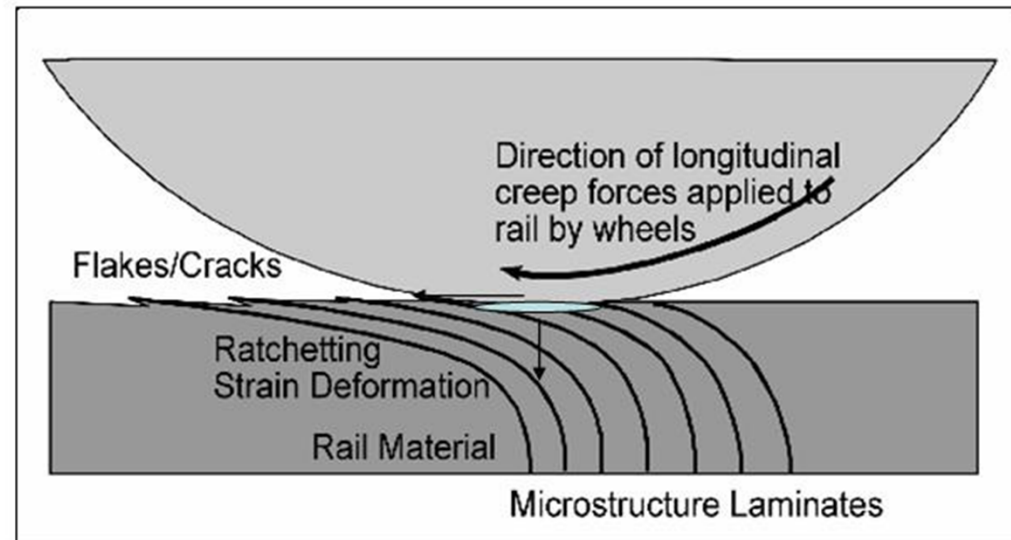 Direction of longitudinal
creep forces applied to
rail by wheels
Flakes/Cracks
Ratchetting
Strain Deformation
Rail Material
Microstructure Laminates